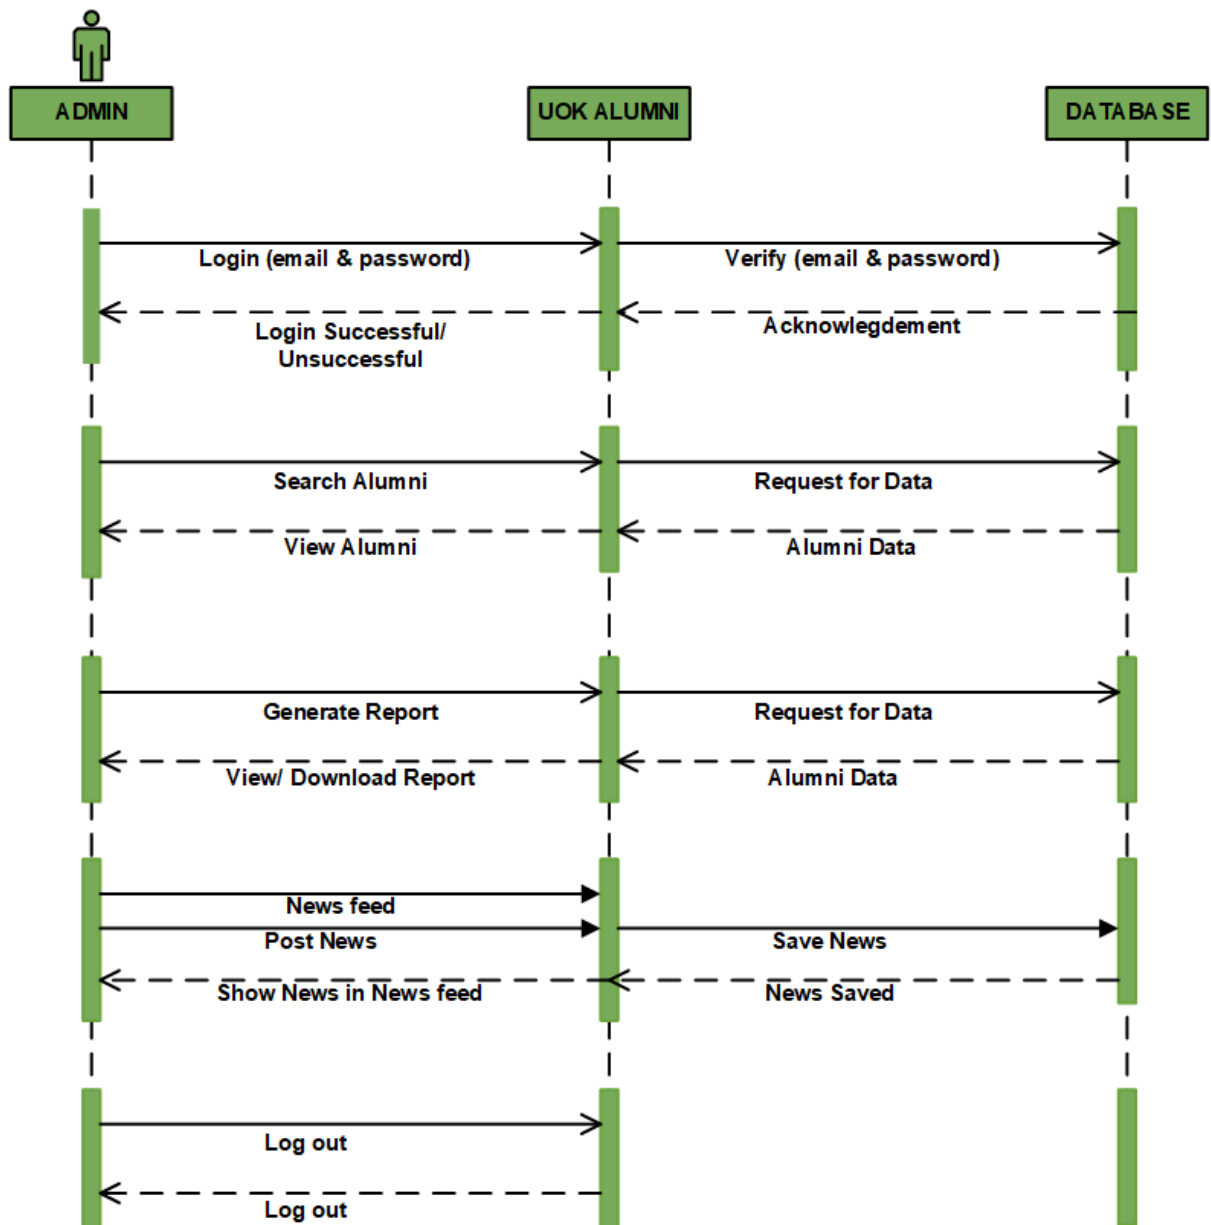 ADMIN
UOK ALUMNI
DATABASE
Login (email & password)
Verify (email & password)
Login Successful/
Unsuccessful
Acknowlegdement
Search Alumni
Request for Data
View Alumni
Alumni Data
Generate Report
Request for Data
View/ Download Report
Alumni Data
News feed
Post News
Save News
Show News in News feed
News Saved
Log out
Log out